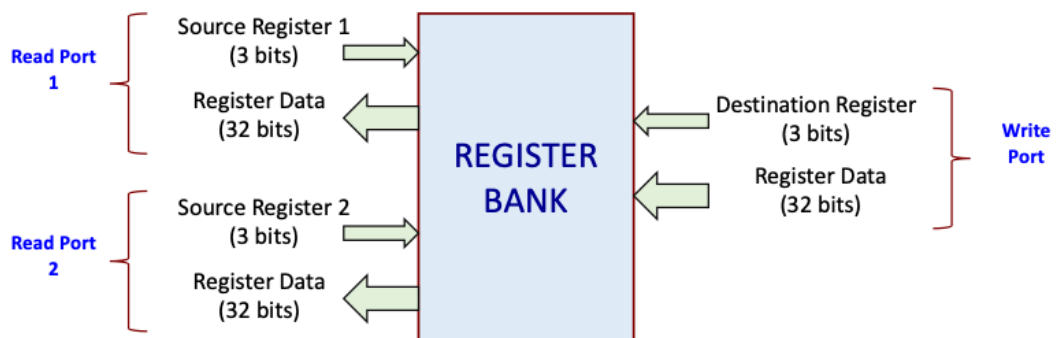 Read Port
1
Source Register 1
(3 bits)
Register Data
(32 bits)
Read Port
2
Source Register 2
(3 bits)
Register Data
(32 bits)
REGISTER
BANK
Destination Register
(3 bits)
Register Data
(32 bits)
Write
Port